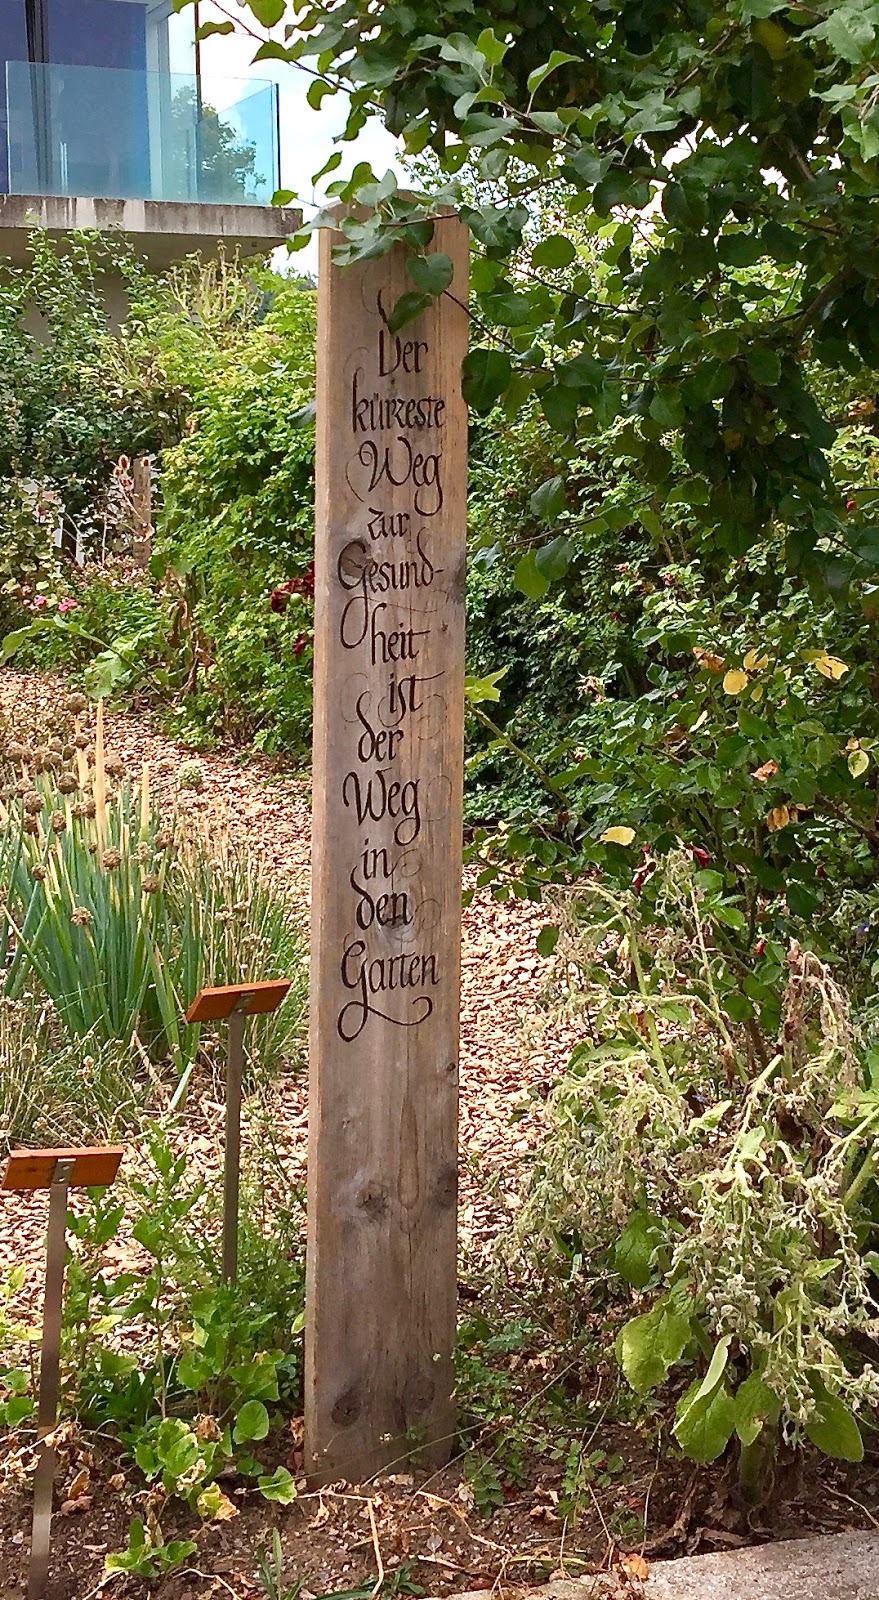 Der
kürzeste
Weg
zur
Gesund-
heit
ist
der
Weg
in
den
Garten